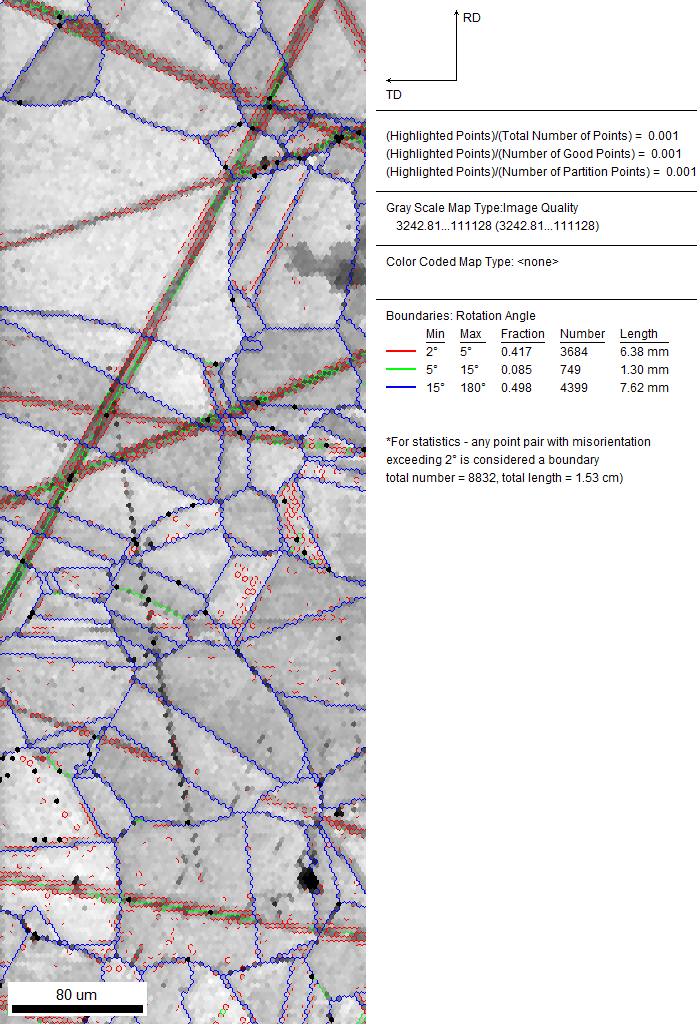 RD
TD
(Highlighted Points)/(Total Number of Points) = 0.001
(Highlighted Points)/(Number of Good Points) = 0.001
(Highlighted Points)/(Number of Partition Points) = 0.001
Gray Scale Map Type:Image Quality
3242.81...111128 (3242.81...111128)
Color Coded Map Type: <none>
Boundaries: Rotation Angle
Min Max Fraction Number Length
2° 5° 0.417 3684 6.38 mm
5° 15° 0.085 749 1.30 mm
15° 180° 0.498 4399 7.62 mm
*For statistics - any point pair with misorientation
exceeding 2° is considered a boundary
total number = 8832, total length = 1.53 cm)
80 um